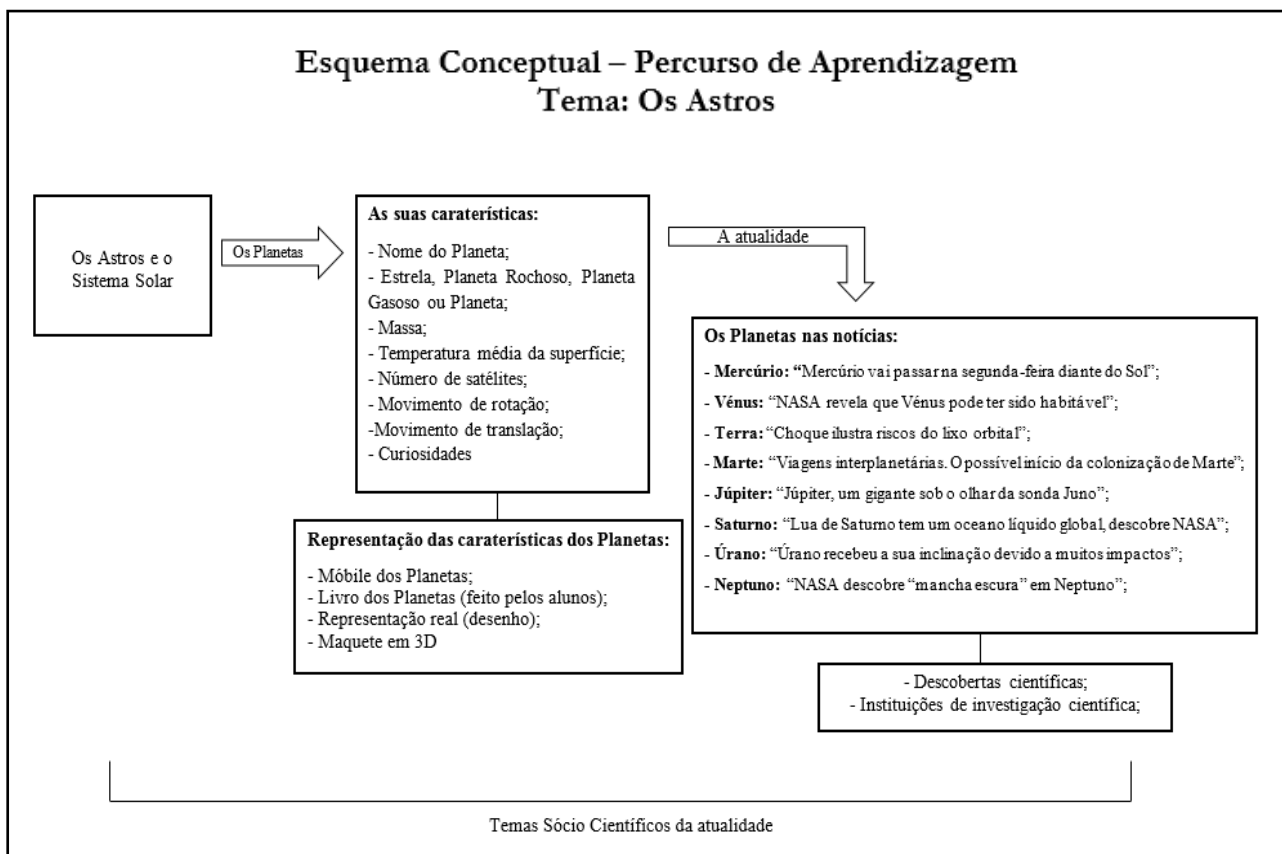 Esquema Conceptual – Percurso de Aprendizagem
Tema: Os Astros
Os Astros e o
Sistema Solar
Os Planetas
As suas caraterísticas:
- Nome do Planeta;
- Estrela, Planeta Rochoso, Planeta
Gasoso ou Planeta;
- Massa;
- Temperatura média da superfície;
- Número de satélites;
- Movimento de rotação;
-Movimento de translação;
- Curiosidades
Representação das caraterísticas dos Planetas:
- Móbile dos Planetas;
- Livro dos Planetas (feito pelos alunos);
- Representação real (desenho);
- Maquete em 3D
A atualidade
Os Planetas nas notícias:
- Mercúrio: “Mercúrio vai passar na segunda-feira diante do Sol”;
- Vénus: “NASA revela que Vénus pode ter sido habitável”;
- Terra: “Choque ilustra riscos do lixo orbital”;
- Marte: “Viagens interplanetárias. O possível início da colonização de Marte”;
- Júpiter: “Júpiter, um gigante sob o olhar da sonda Juno”;
- Saturno: “Lua de Saturno tem um oceano líquido global, descobre NASA”;
- Úrano: “Úrano recebeu a sua inclinação devido a muitos impactos”;
- Neptuno: “NASA descobre “mancha escura” em Neptuno”;
- Descobertas científicas;
- Instituições de investigação científica;
Temas Sócio Científicos da atualidade